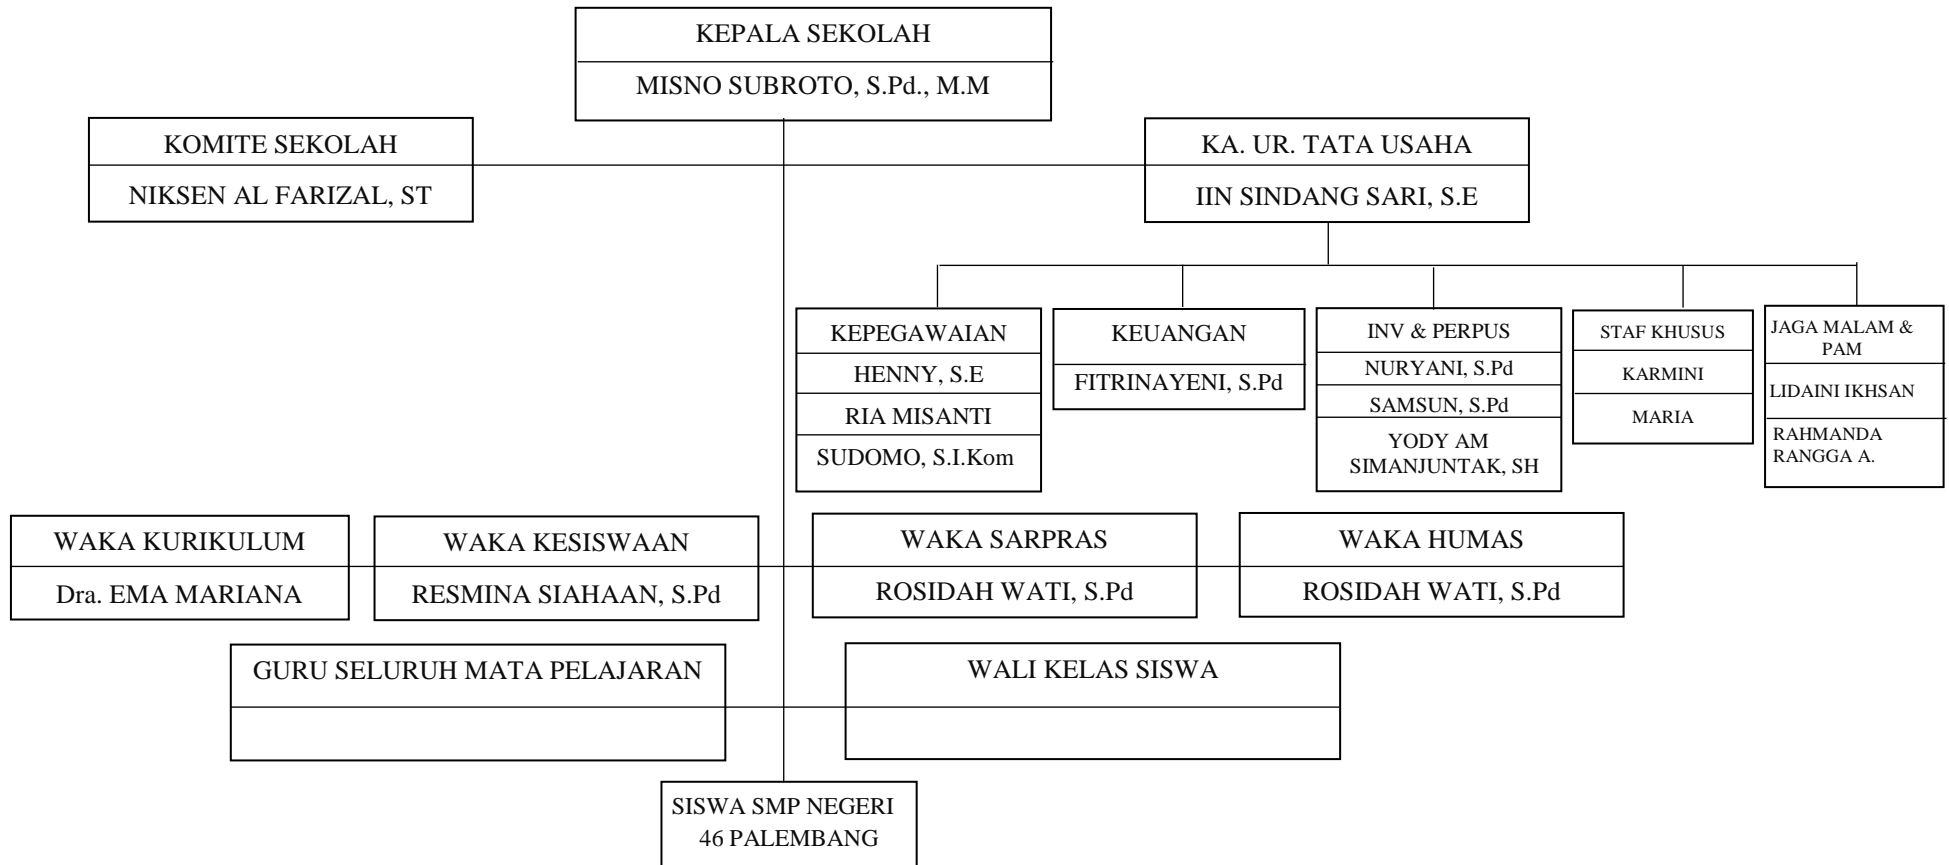 KEPALA SEKOLAH
MISNO SUBROTO, S.Pd., M.M
KOMITE SEKOLAH
NIKSEN AL FARIZAL, ST
KA. UR. TATA USAHA
IIN SINDANG SARI, S.E
KEPEGAWAIAN
HENNY, S.E
RIA MISANTI
SUDOMO, S.I.Kom
KEUANGAN
FITRINAYENI, S.Pd
INV & PERPUS
NURYANI, S.Pd
SAMSUN, S.Pd
YODY AM
SIMANJUNTAK, SH
STAF KHUSUS
KARMINI
MARIA
JAGA MALAM &
PAM
LIDAINI IKHSAN
RAHMANDA
RANGGA A.
WAKA KURIKULUM
Dra. EMA MARIANA
WAKA KESISWAAN
RESMINA SIAHAAN, S.Pd
WAKA SARPRAS
ROSIDAH WATI, S.Pd
WAKA HUMAS
ROSIDAH WATI, S.Pd
GURU SELURUH MATA PELAJARAN
WALI KELAS SISWA
SISWA SMP NEGERI
46 PALEMBANG